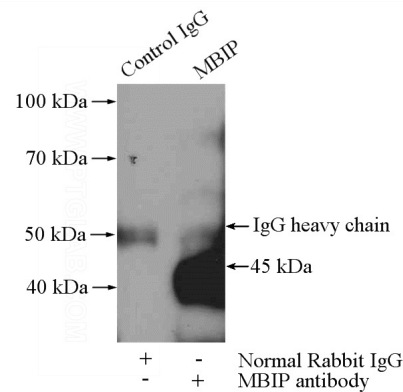 Control IgG
MBIP
100 kDa
70 kDa
50 kDa
IgG heavy chain
45 kDa
40 kDa
+ - Normal Rabbit IgG
- + MBIP antibody